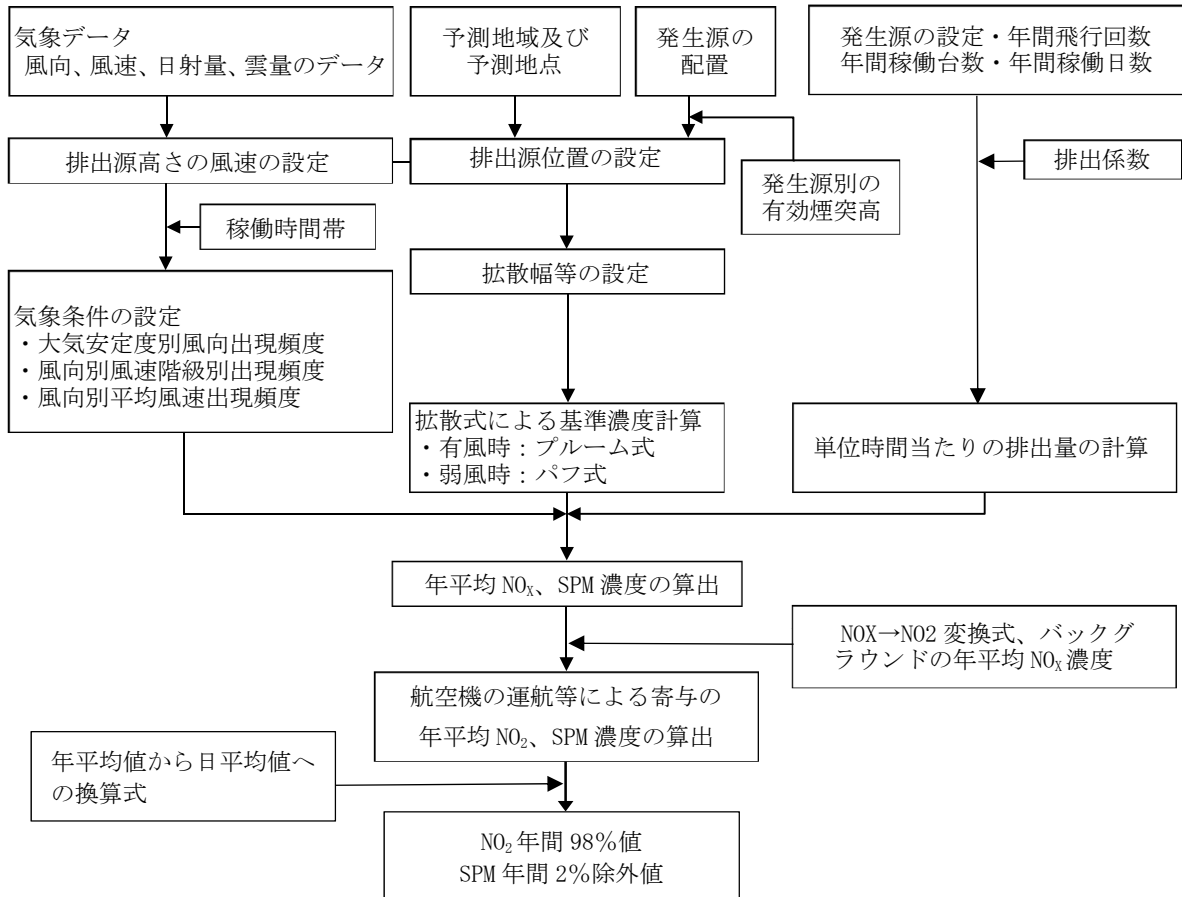 気象データ
風向、風速、日射量、雲量のデータ
予測地域及び
予測地点
発生源の
配置
発生源の設定・年間飛行回数
年間稼働台数・年間稼働日数
排出源高さの風速の設定
排出源位置の設定
排出係数
発生源別の
有効煙突高
稼働時間帯
拡散幅等の設定
気象条件の設定
・大気安定度別風向出現頻度
・風向別風速階級別出現頻度
・風向別平均風速出現頻度
拡散式による基準濃度計算
・有風時：プルーム式
・弱風時：パフ式
単位時間当たりの排出量の計算
年平均 NOX、SPM 濃度の算出
NOX→NO2 変換式、バックグ
ラウンドの年平均 NOX 濃度
航空機の運航等による寄与の
年平均 NO2、SPM 濃度の算出
年平均値から日平均値へ
の換算式
NO2 年間 98％値
SPM 年間 2％除外値